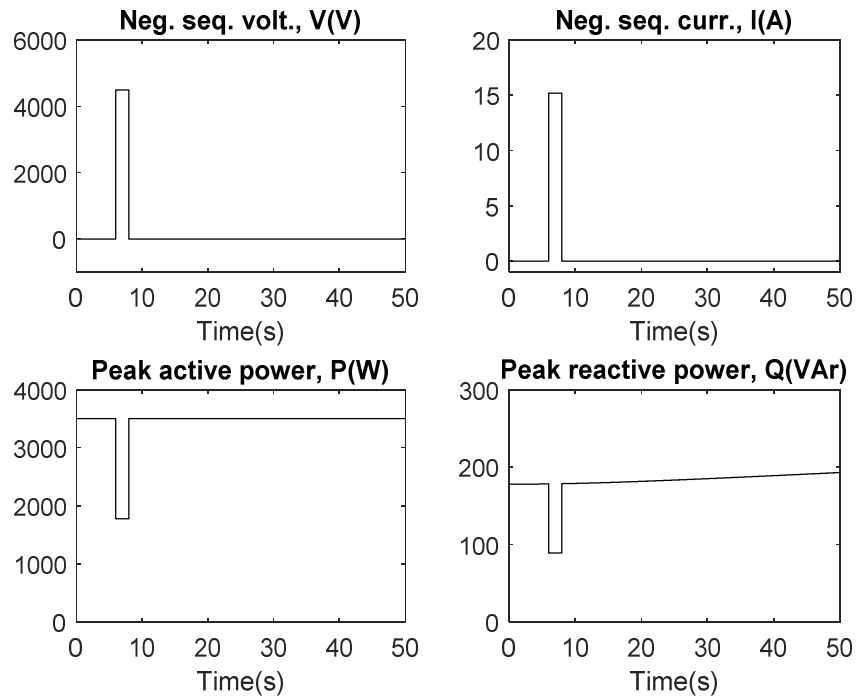 Neg. seq. volt., V(V)
6000
4000
2000
0
0 10 20 30 40 50
Time(s)
Neg. seq. curr., I(A)
20
15
10
5
0
0 10 20 30 40 50
Time(s)
Peak active power, P(W)
4000
3000
2000
1000
0
0 10 20 30 40 50
Time(s)
Peak reactive power, Q(VAr)
300
200
100
0
0 10 20 30 40 50
Time(s)